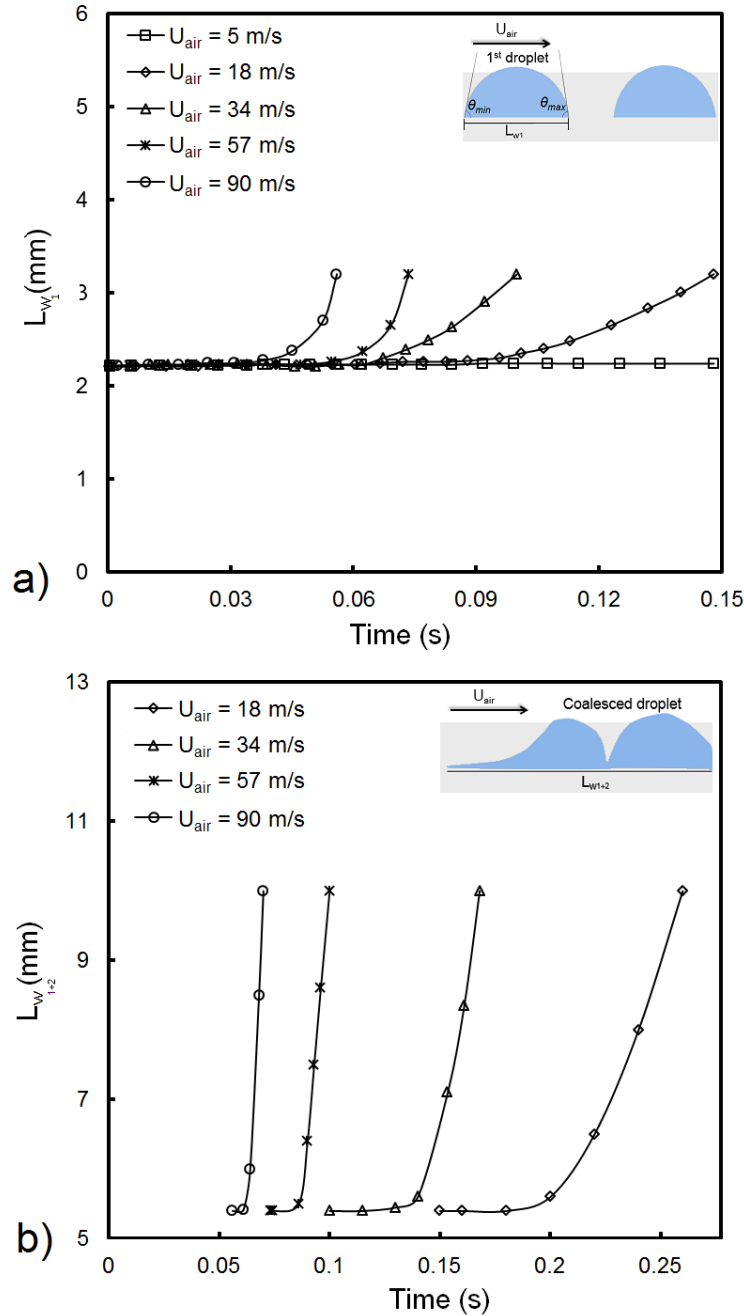 6
U_air = 5 m/s
U_air = 18 m/s
U_air = 34 m/s
U_air = 57 m/s
U_air = 90 m/s
U_air
1st droplet
θ_min
θ_max
L_w1
5
4
L_W1 (mm)
3
2
1
0
a)
0
0.03
0.06
0.09
0.12
0.15
Time (s)
13
U_air = 18 m/s
U_air = 34 m/s
U_air = 57 m/s
U_air = 90 m/s
U_air
Coalesced droplet
L_W1+2
11
L_W1+2 (mm)
9
7
5
b)
0
0.05
0.1
0.15
0.2
0.25
Time (s)